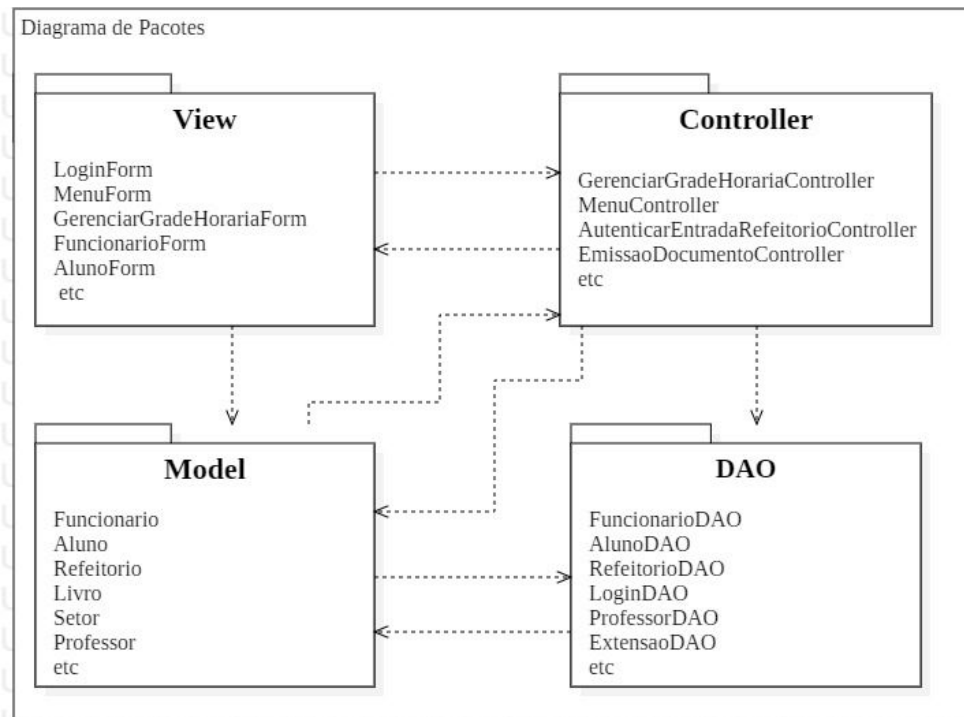 Diagrama de Pacotes
View
LoginForm
MenuForm
GerenciarGradeHorariaForm
FuncionarioForm
AlunoForm
etc
Controller
GerenciarGradeHorariaController
MenuController
AutenticarEntradaRefeitorioController
EmissaoDocumentoController
etc
Model
Funcionario
Aluno
Refeitorio
Livro
Setor
Professor
etc
DAO
FuncionarioDAO
AlunoDAO
RefeitorioDAO
LoginDAO
ProfessorDAO
ExtensaoDAO
etc